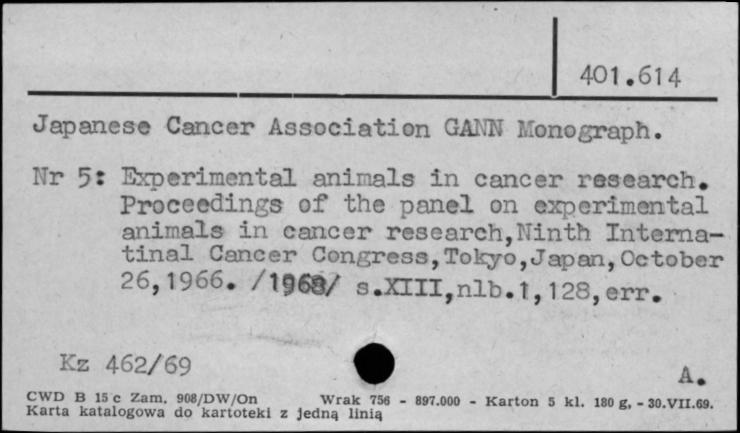 401.614
Japanese Cancer Association GANN Monograph.
Nr 5: Experimental animals in cancer research.
Proceedings of the panel on experimental
animals in cancer research,Ninth Interna-
tinal Cancer Congress,Tokyo,Japan,October
26,1966. /1968/ s.XIII,nlb.1,128,err.
Kz 462/69
A.
CWD B 15 c Zam. 908/DW/On Wrak 756 - 897.000 - Karton 5 kl. 180 g. - 30.VII.69.
Karta katalogowa do kartoteki z jedną linią